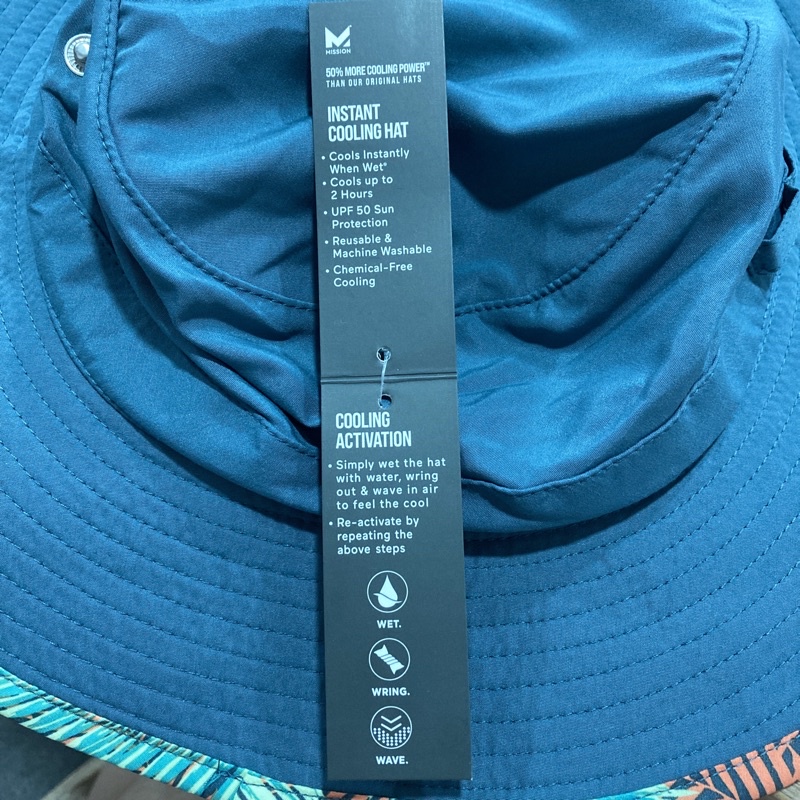 MISSION
50% MORE COOLING POWER™
THAN OUR ORIGINAL HATS
INSTANT
COOLING HAT
• Cools Instantly
When Wet*
• Cools up to
2 Hours
• UPF 50 Sun
Protection
• Reusable &
Machine Washable
• Chemical-Free
Cooling
COOLING
ACTIVATION
• Simply wet the hat
with water, wring
out & wave in air
to feel the cool
• Re-activate by
repeating the
above steps
WET.
WRING.
WAVE.